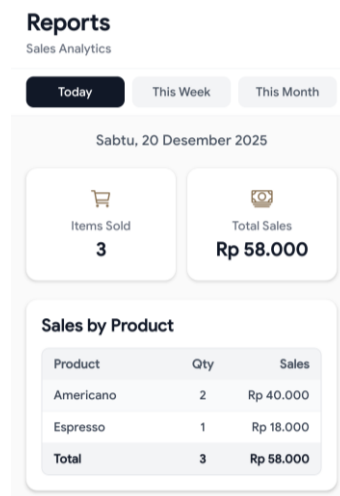 Reports
Sales Analytics
Today This Week This Month
Sabtu, 20 Desember 2025
Items Sold Total Sales
3 Rp 58.000
Sales by Product
Product Qty Sales
Americano 2 Rp 40.000
Espresso 1 Rp 18.000
Total 3 Rp 58.000